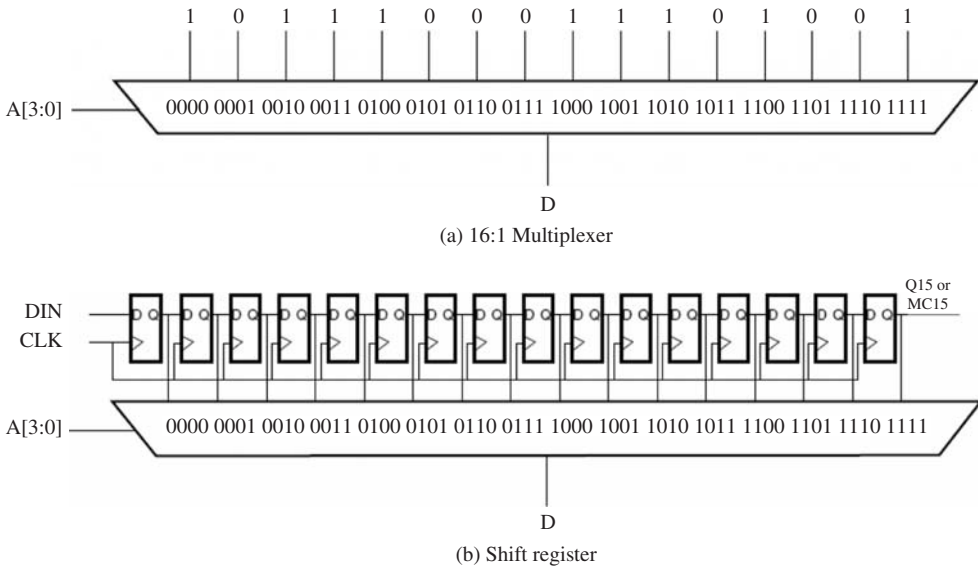 1 0 1 1 1 0 0 0 1 1 1 0 1 0 0 1
A[3:0] 0000 0001 0010 0011 0100 0101 0110 0111 1000 1001 1010 1011 1100 1101 1110 1111
D
(a) 16:1 Multiplexer
Q15 or
MC15
DIN
CLK
A[3:0] 0000 0001 0010 0011 0100 0101 0110 0111 1000 1001 1010 1011 1100 1101 1110 1111
D
(b) Shift register